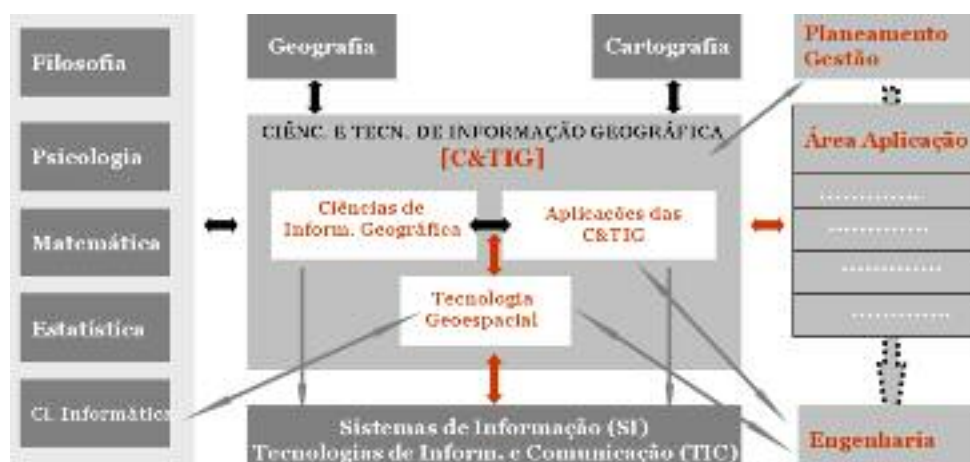 Filosofia
Psicologia
Matemática
Estatística
Ci. Informática
Geografia
Cartografia
CIÊNC. E TECN. DE INFORMAÇÃO GEOGRÁFICA
[C&TIG]
Ciências de
Inform. Geográfica
Aplicações das
C&TIG
Tecnologia
Geoespacial
Sistemas de Informação (SI)
Tecnologias de Inform. e Comunicação (TIC)
Planeamento
Gestão
Área Aplicação
..............
..............
..............
..............
Engenharia